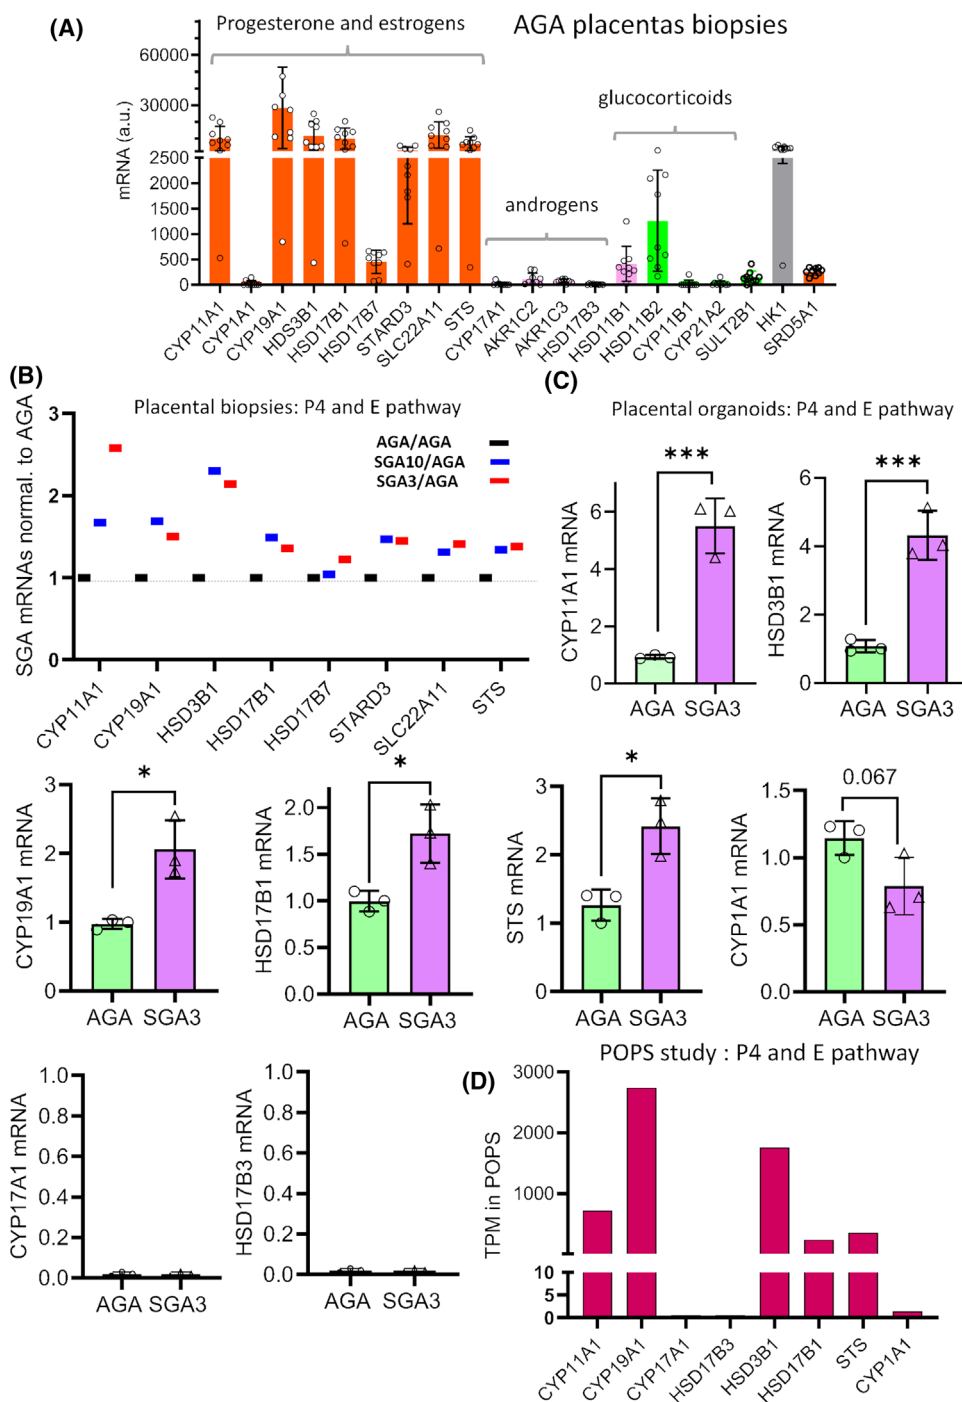 (A)
Progesterone and estrogens
AGA placentas biopsies
glucocorticoids
androgens
mRNA (a.u.)
60000
30000
2500
2000
1500
1000
500
0
CYP11A1
CYP1A1
CYP19A1
HDS3B1
HSD17B1
HSD17B7
STARD3
SLC22A11
STS
CYP17A1
AKR1C2
AKR1C3
HSD17B3
HSD11B1
HSD11B2
CYP11B1
CYP21A2
SULT2B1
HK1
SRD5A1
(B)
Placental biopsies: P4 and E pathway
SGA mRNAs normal. to AGA
3
2
1
0
AGA/AGA
SGA10/AGA
SGA3/AGA
CYP11A1
CYP19A1
HSD3B1
HSD17B1
HSD17B7
STARD3
SLC22A11
STS
(C)
Placental organoids: P4 and E pathway
CYP11A1 mRNA
6
4
2
0
***
AGA
SGA3
HSD3B1 mRNA
6
4
2
0
***
AGA
SGA3
CYP19A1 mRNA
3
2
1
0
*
AGA
SGA3
HSD17B1 mRNA
2.0
1.5
1.0
0.5
0.0
*
AGA
SGA3
STS mRNA
3
2
1
0
*
AGA
SGA3
CYP1A1 mRNA
1.5
1.0
0.5
0.0
0.067
AGA
SGA3
CYP17A1 mRNA
1.0
0.8
0.6
0.4
0.2
0.0
AGA
SGA3
HSD17B3 mRNA
1.0
0.8
0.6
0.4
0.2
0.0
AGA
SGA3
(D)
POPS study : P4 and E pathway
TPM in POPS
3000
2000
1000
10
5
0
CYP11A1
CYP19A1
CYP17A1
HSD17B3
HSD3B1
HSD17B1
STS
CYP1A1